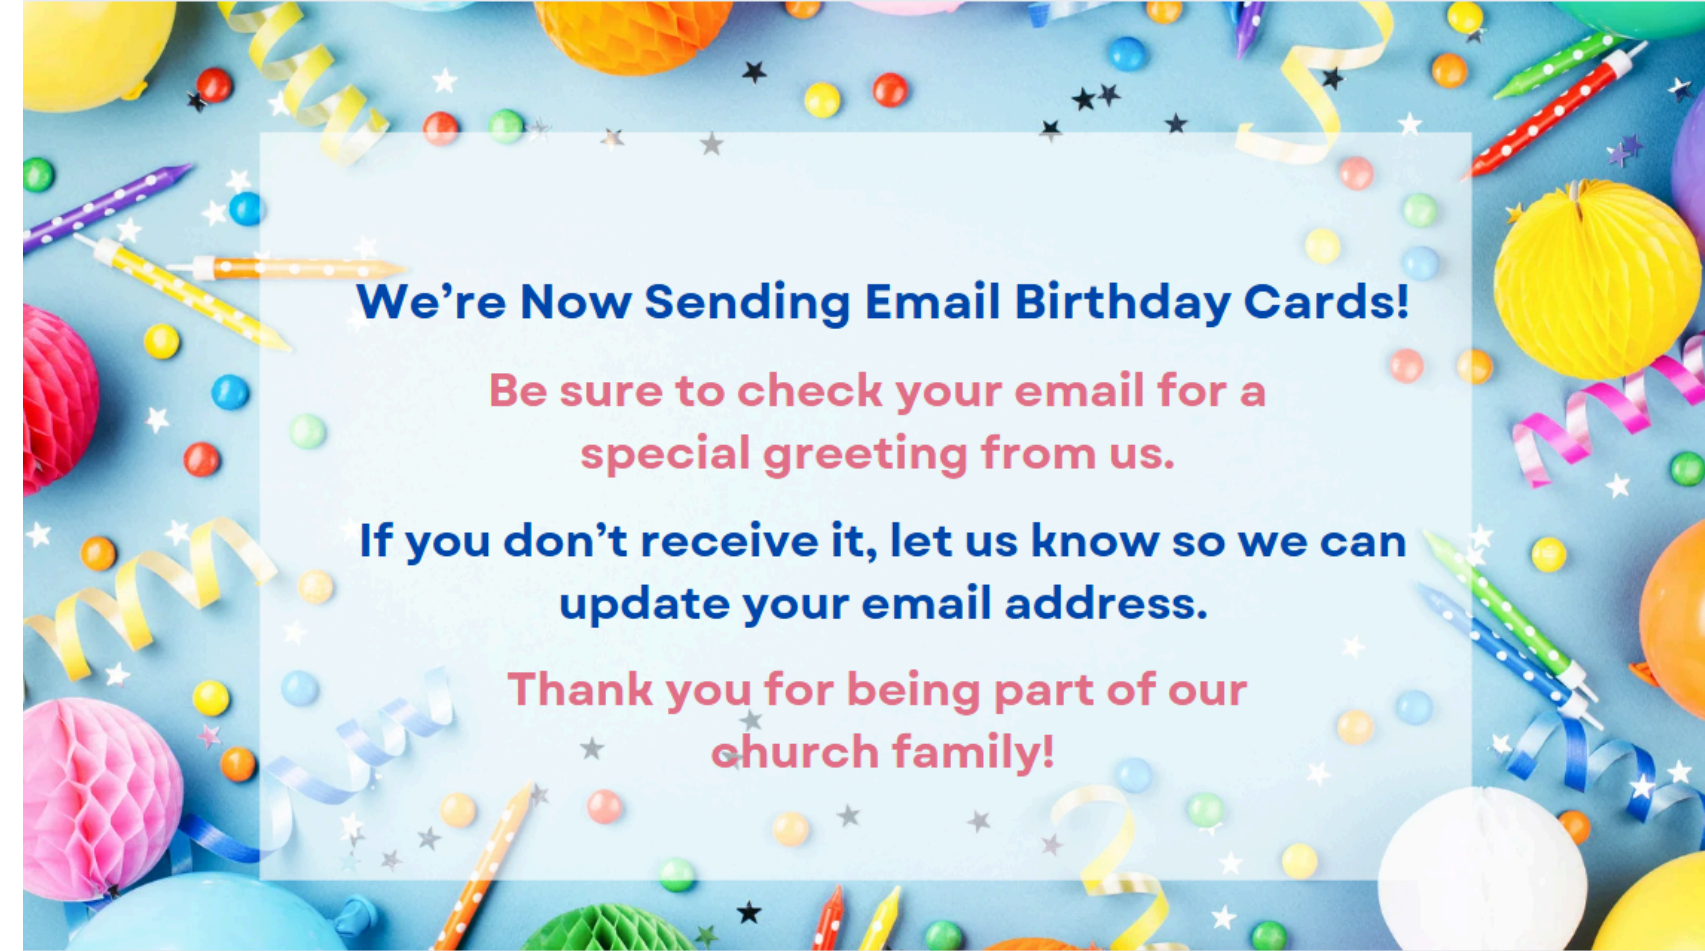 We’re Now Sending Email Birthday Cards!
Be sure to check your email for a
special greeting from us.
If you don’t receive it, let us know so we can
update your email address.
Thank you for being part of our
church family!